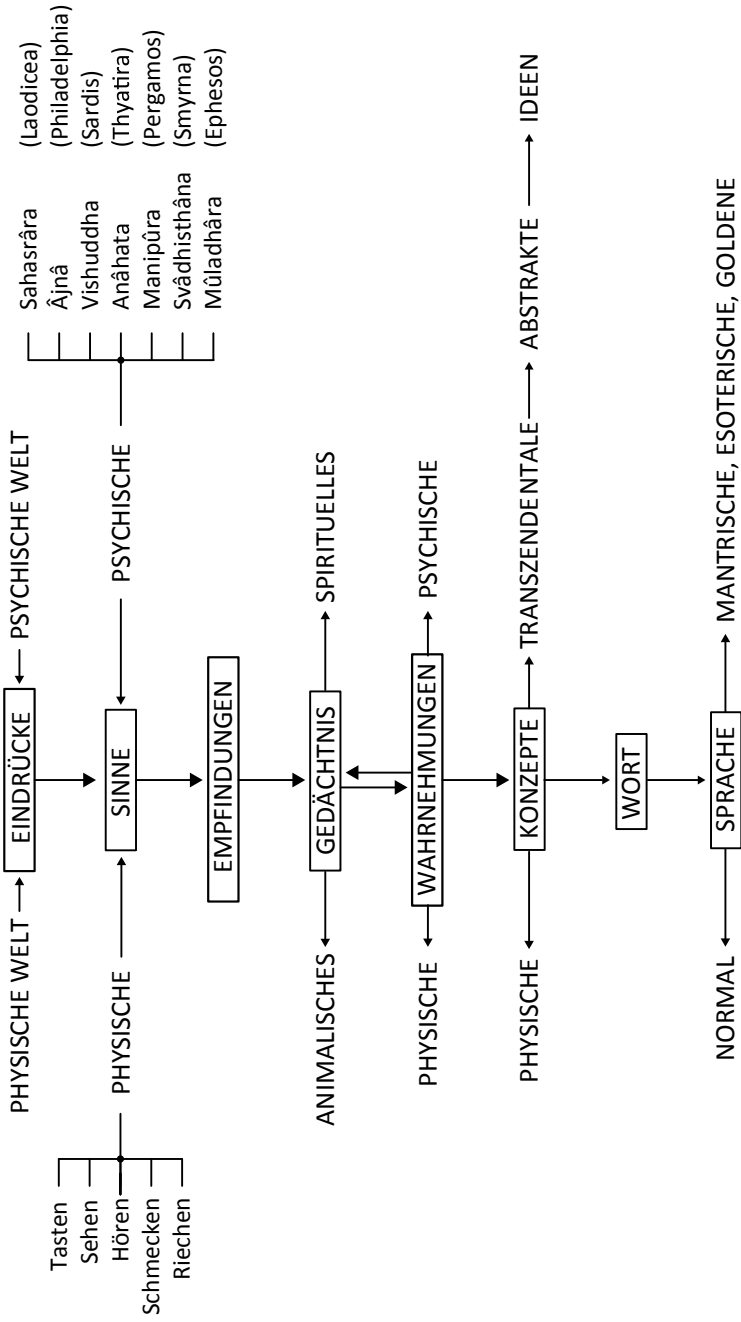 PHYSISCHE WELT
EINDRÜCKE
PSYCHISCHE WELT
Tasten
Sehen
Hören
Schmecken
Riechen
PHYSISCHE
SINNE
PSYCHISCHE
Sahasrâra (Laodicea)
Âjnâ (Philadelphia)
Vishuddha (Sardis)
Anâhata (Thyatira)
Manipûra (Pergamos)
Svâdhisthâna (Smyrna)
Mûladhâra (Ephesos)
EMPFINDUNGEN
ANIMALISCHES
GEDÄCHTNIS
SPIRITUELLES
PHYSISCHE
WAHRNEHMUNGEN
PSYCHISCHE
PHYSISCHE
KONZEPTE
TRANSZENDENTALE
ABSTRAKTE
IDEEN
WORT
NORMAL
SPRACHE
MANTRISCHE, ESOTERISCHE, GOLDENE